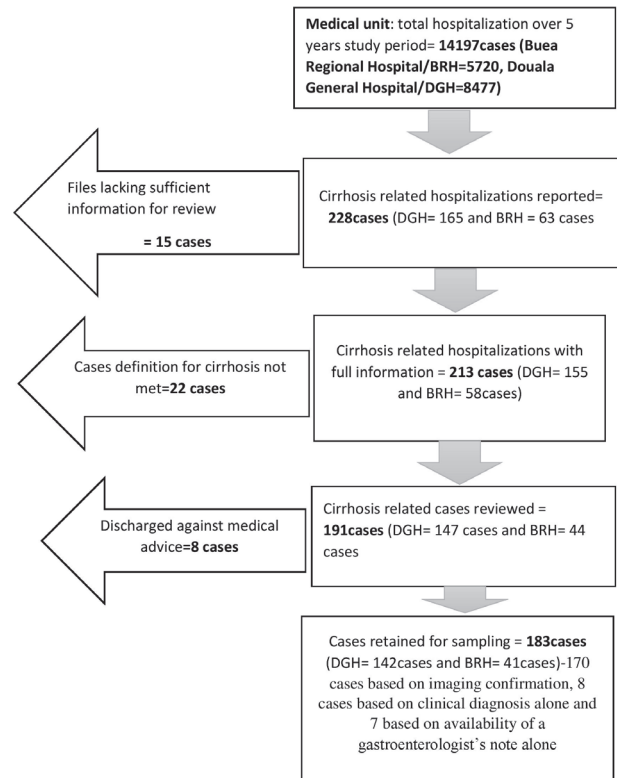 Medical unit: total hospitalization over 5
years study period= 14197cases (Buea
Regional Hospital/BRH=5720, Douala
General Hospital/DGH=8477)
Files lacking sufficient
information for review
= 15 cases
Cirrhosis related hospitalizations reported=
228cases (DGH= 165 and BRH = 63 cases
Cases definition for cirrhosis not
met=22 cases
Cirrhosis related hospitalizations with
full information = 213 cases (DGH= 155
and BRH= 58cases)
Discharged against medical
advice=8 cases
Cirrhosis related cases reviewed =
191cases (DGH= 147 cases and BRH= 44
cases
Cases retained for sampling = 183cases
(DGH= 142cases and BRH= 41cases)-170
cases based on imaging confirmation, 8
cases based on clinical diagnosis alone and
7 based on availability of a
gastroenterologist's note alone